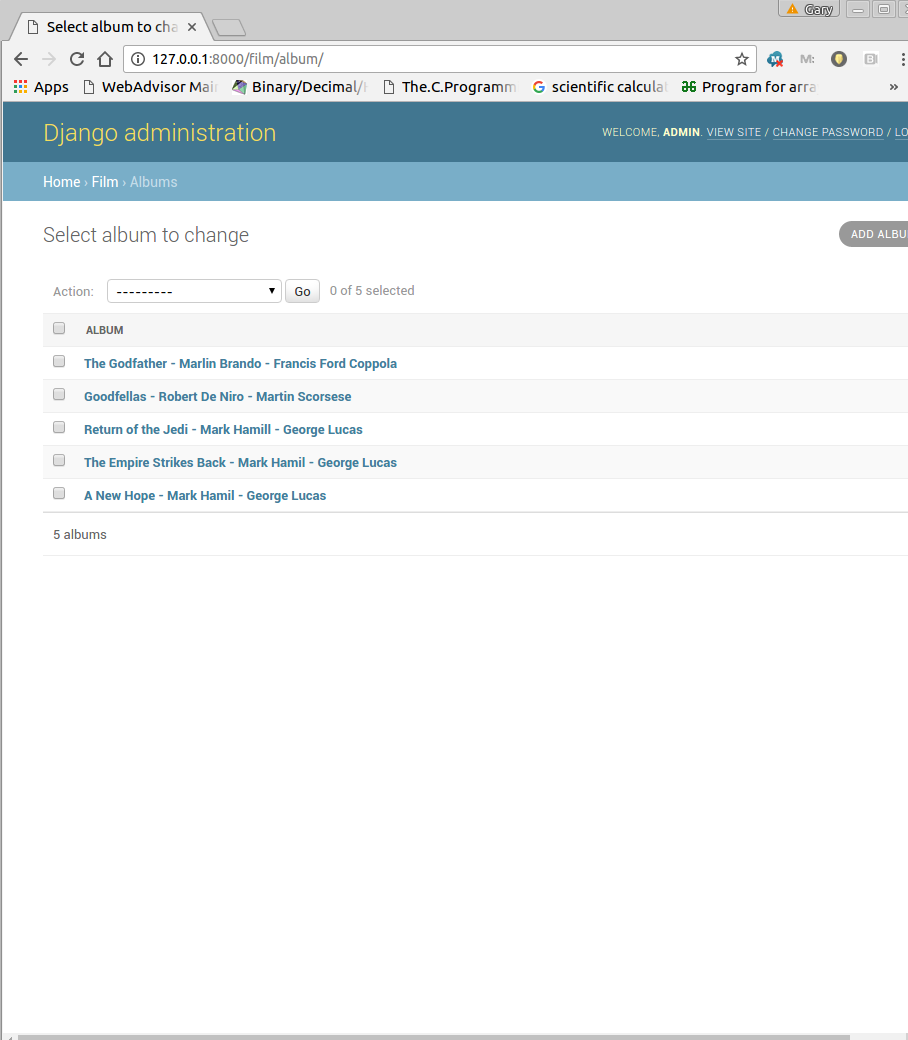 Gary
Select album to cha
127.0.0.1:8000/film/album/
M:
Apps WebAdvisor Mai Binary/Decimal/ The.C.Programm scientific calcula Program for arra »
Django administration
WELCOME, ADMIN. VIEW SITE / CHANGE PASSWORD / LO
Home › Film › Albums
Select album to change
ADD ALBU
Action: --------- Go 0 of 5 selected
ALBUM
The Godfather - Marlin Brando - Francis Ford Coppola
Goodfellas - Robert De Niro - Martin Scorsese
Return of the Jedi - Mark Hamill - George Lucas
The Empire Strikes Back - Mark Hamil - George Lucas
A New Hope - Mark Hamil - George Lucas
5 albums